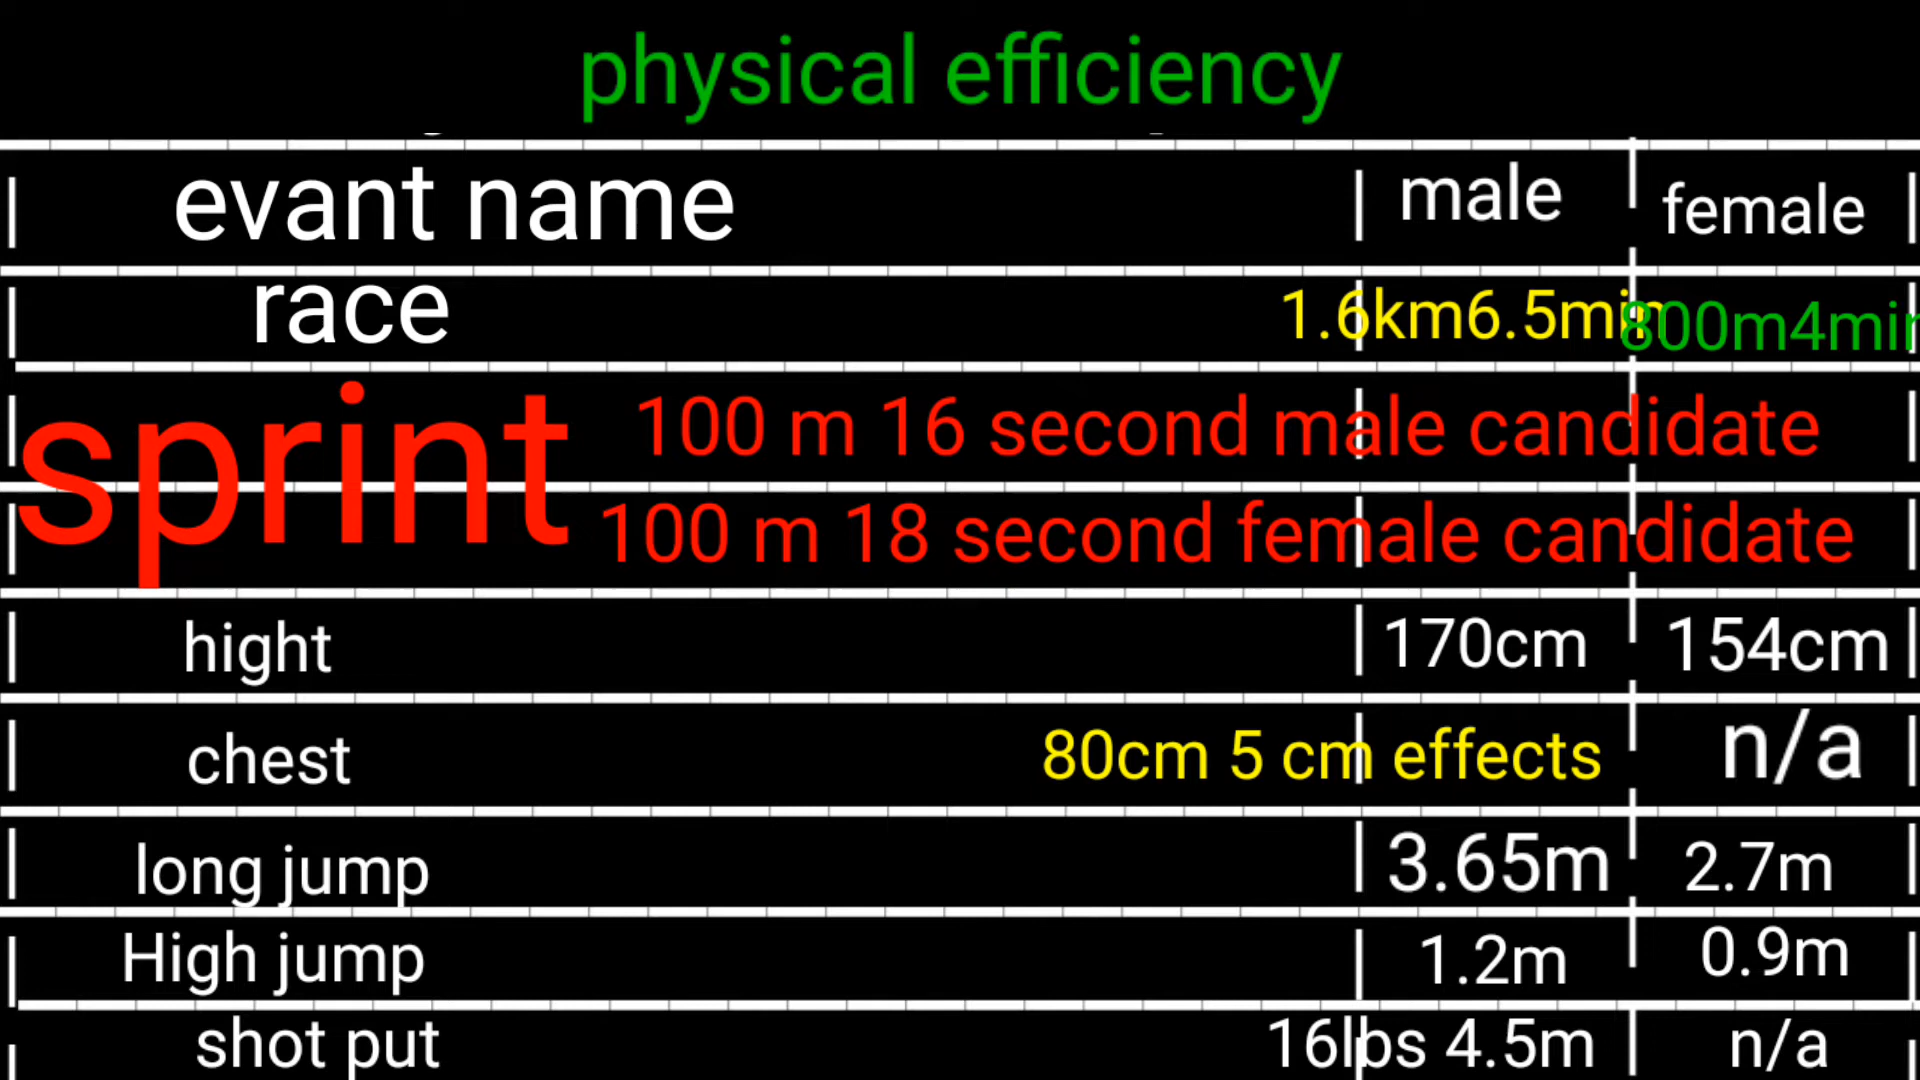 physical efficiency
evant name male female
race 1.6km6.5min 800m4min
sprint 100 m 16 second male candidate
100 m 18 second female candidate
hight 170cm 154cm
chest 80cm 5 cm effects n/a
long jump 3.65m 2.7m
High jump 1.2m 0.9m
shot put 16lbs 4.5m n/a